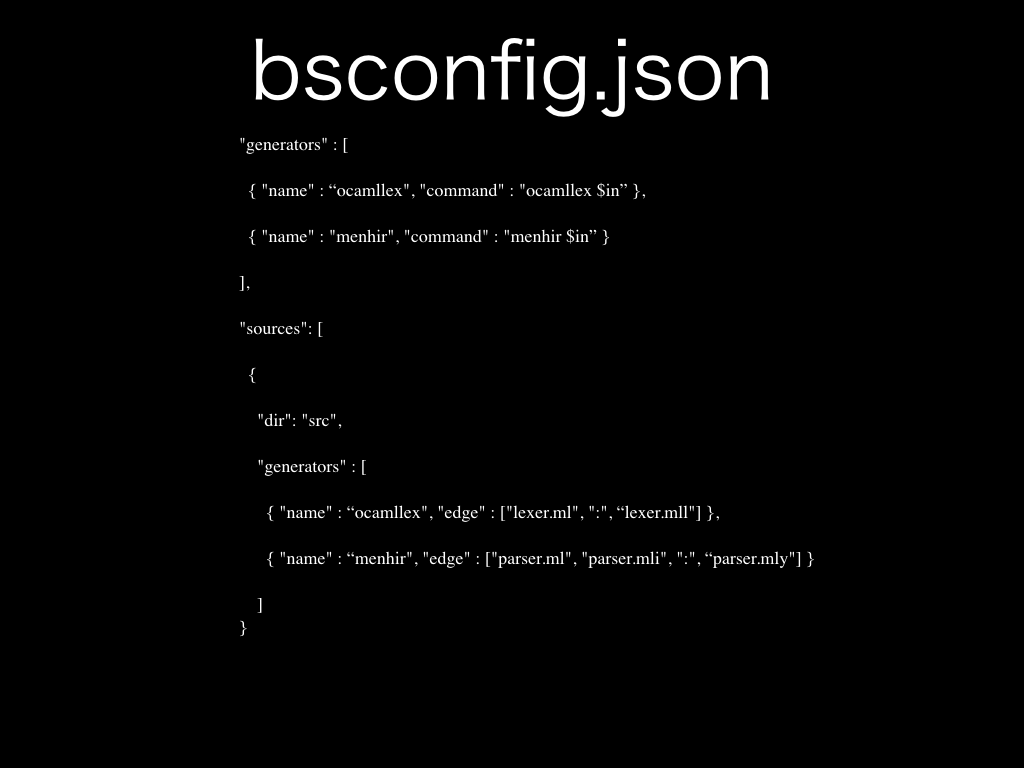 bsconfig.json
"generators" : [
{ "name" : “ocamllex", "command" : "ocamllex $in” },
{ "name" : "menhir", "command" : "menhir $in” }
],
"sources": [
{
"dir": "src",
"generators" : [
{ "name" : “ocamllex", "edge" : ["lexer.ml", ":", “lexer.mll"] },
{ "name" : “menhir", "edge" : ["parser.ml", "parser.mli", ":", “parser.mly"] }
]
}